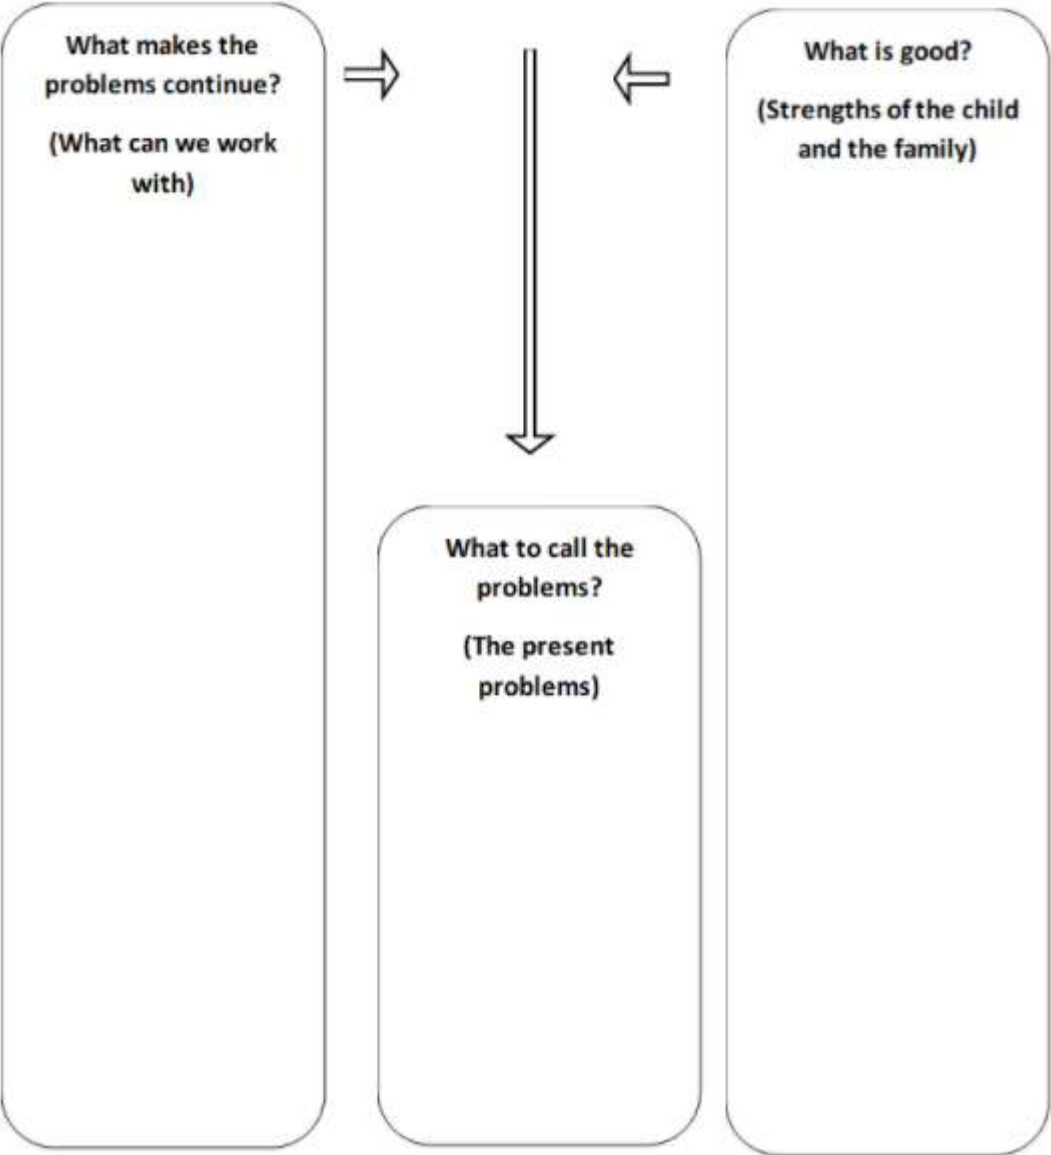 What makes the
problems continue?
(What can we work
with)
What is good?
(Strengths of the child
and the family)
What to call the
problems?
(The present
problems)